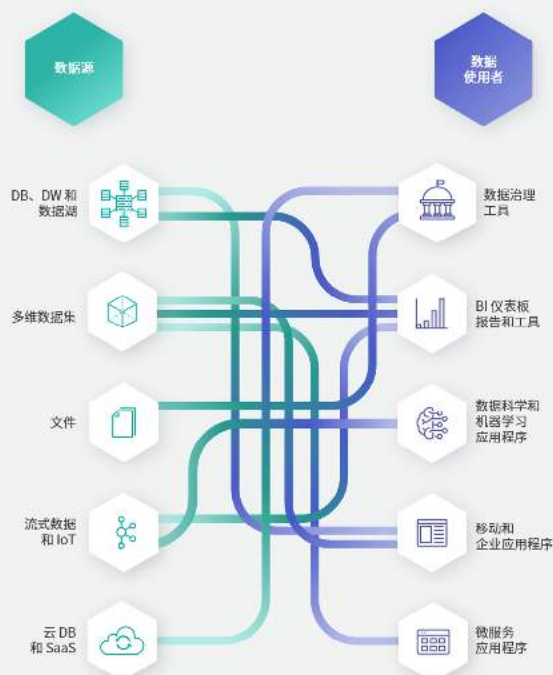 数据源
数据
使用者
DB、DW 和
数据湖
数据治理
工具
多维数据集
BI 仪表板
报告和工具
文件
数据科学和
机器学习
应用程序
流式数据
和 IoT
移动和
企业应用程序
云 DB
和 SaaS
微服务
应用程序